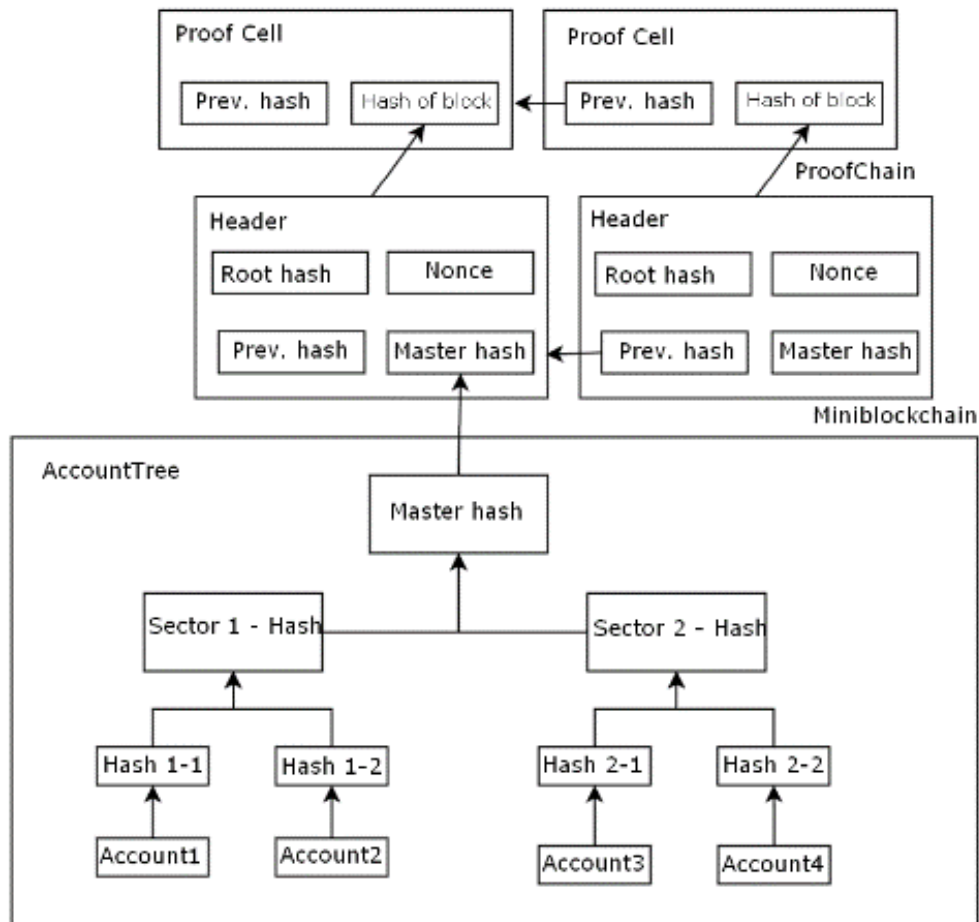 Proof Cell
Proof Cell
Prev. hash
Hash of block
Prev. hash
Hash of block
ProofChain
Header
Header
Root hash
Nonce
Root hash
Nonce
Prev. hash
Master hash
Prev. hash
Master hash
Miniblockchain
AccountTree
Master hash
Sector 1 - Hash
Sector 2 - Hash
Hash 1-1
Hash 1-2
Hash 2-1
Hash 2-2
Account1
Account2
Account3
Account4